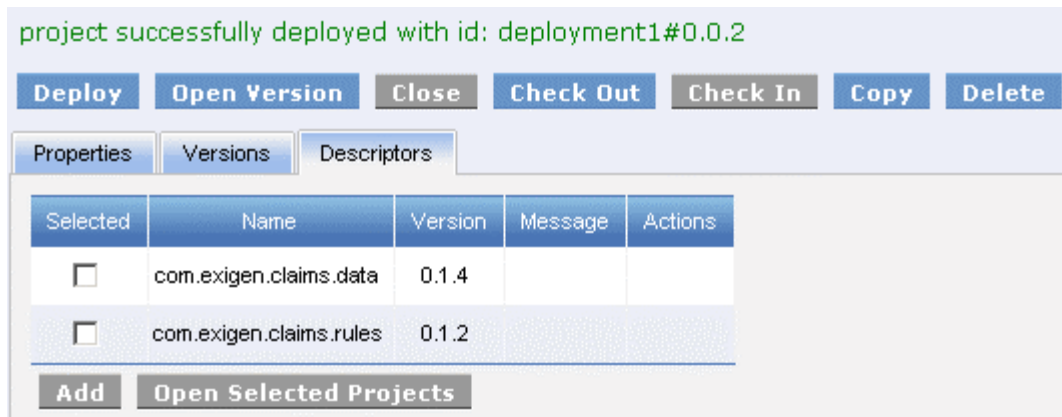 project successfully deployed with id: deployment1#0.0.2
Deploy Open Version Close Check Out Check In Copy Delete
Properties Versions Descriptors
Selected Name Version Message Actions
com.exigen.claims.data 0.1.4
com.exigen.claims.rules 0.1.2
Add Open Selected Projects